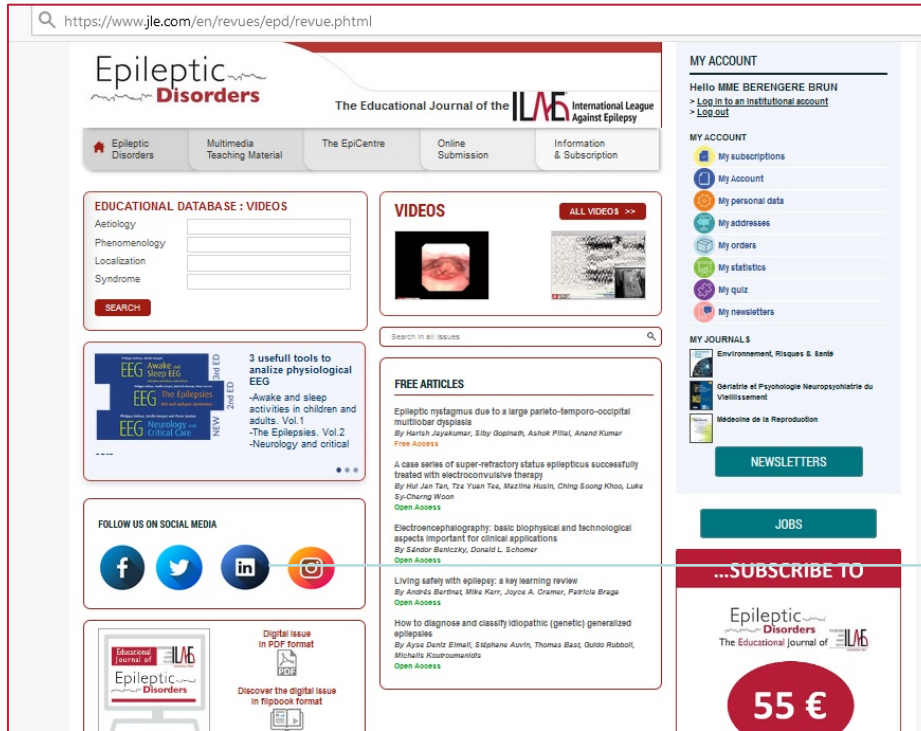 https://www.jle.com/en/revues/epd/revue.phtml
Epileptic
Disorders
The Educational Journal of the ILAE International League
Against Epilepsy
Epileptic
Disorders
Multimedia
Teaching Material
The EpiCentre
Online
Submission
Information
& Subscription
EDUCATIONAL DATABASE : VIDEOS
Aetiology
Phenomenology
Localization
Syndrome
SEARCH
3 usefull tools to
analize physiological
EEG
-Awake and sleep
activities in children and
adults. Vol.1
-The Epilepsies. Vol.2
-Neurology and critical
EEG Awake and
Sleep EEG
3rd ED
EEG The Epilepsies
2nd ED
EEG Neurology and
Critical Care
NEW
FOLLOW US ON SOCIAL MEDIA
f
in
Educational
Journal of ILAE
Epileptic
Disorders
Digital Issue
in PDF format
PDF
Discover the digital issue
in flipbook format
VIDEOS
ALL VIDEOS >>
Search in all issues
FREE ARTICLES
Epileptic nystagmus due to a large parieto-temporo-occipital
multilobar dysplasia
By Harish Jayakumar, Siby Gopinath, Ashok Pillai, Anand Kumar
Free Access
A case series of super-refractory status epilepticus successfully
treated with electroconvulsive therapy
By Hui Jan Tan, Tze Yuan Tee, Mazlina Husin, Ching Soong Khoo, Luke
Sy-Cherng Woon
Open Access
Electroencephalography: basic biophysical and technological
aspects important for clinical applications
By Sándor Beniczky, Donald L. Schomer
Open Access
Living safely with epilepsy: a key learning review
By Andrés Bertinat, Mike Kerr, Joyce A. Cramer, Patricia Braga
Open Access
How to diagnose and classify idiopathic (genetic) generalized
epilepsies
By Ayse Deniz Elmali, Stéphane Auvin, Thomas Bast, Guido Rubboli,
Michalis Koutroumanidis
Open Access
MY ACCOUNT
Hello MME BERENGERE BRUN
> Log in to an institutional account
> Log out
MY ACCOUNT
My subscriptions
My Account
My personal data
My addresses
My orders
My statistics
My quiz
My newsletters
MY JOURNALS
Environnement, Risques & Santé
Gériatrie et Psychologie Neuropsychiatrie du
Vieillissement
Médecine de la Reproduction
NEWSLETTERS
JOBS
...SUBSCRIBE TO
Epileptic
Disorders
The Educational Journal of ILAE
55 €